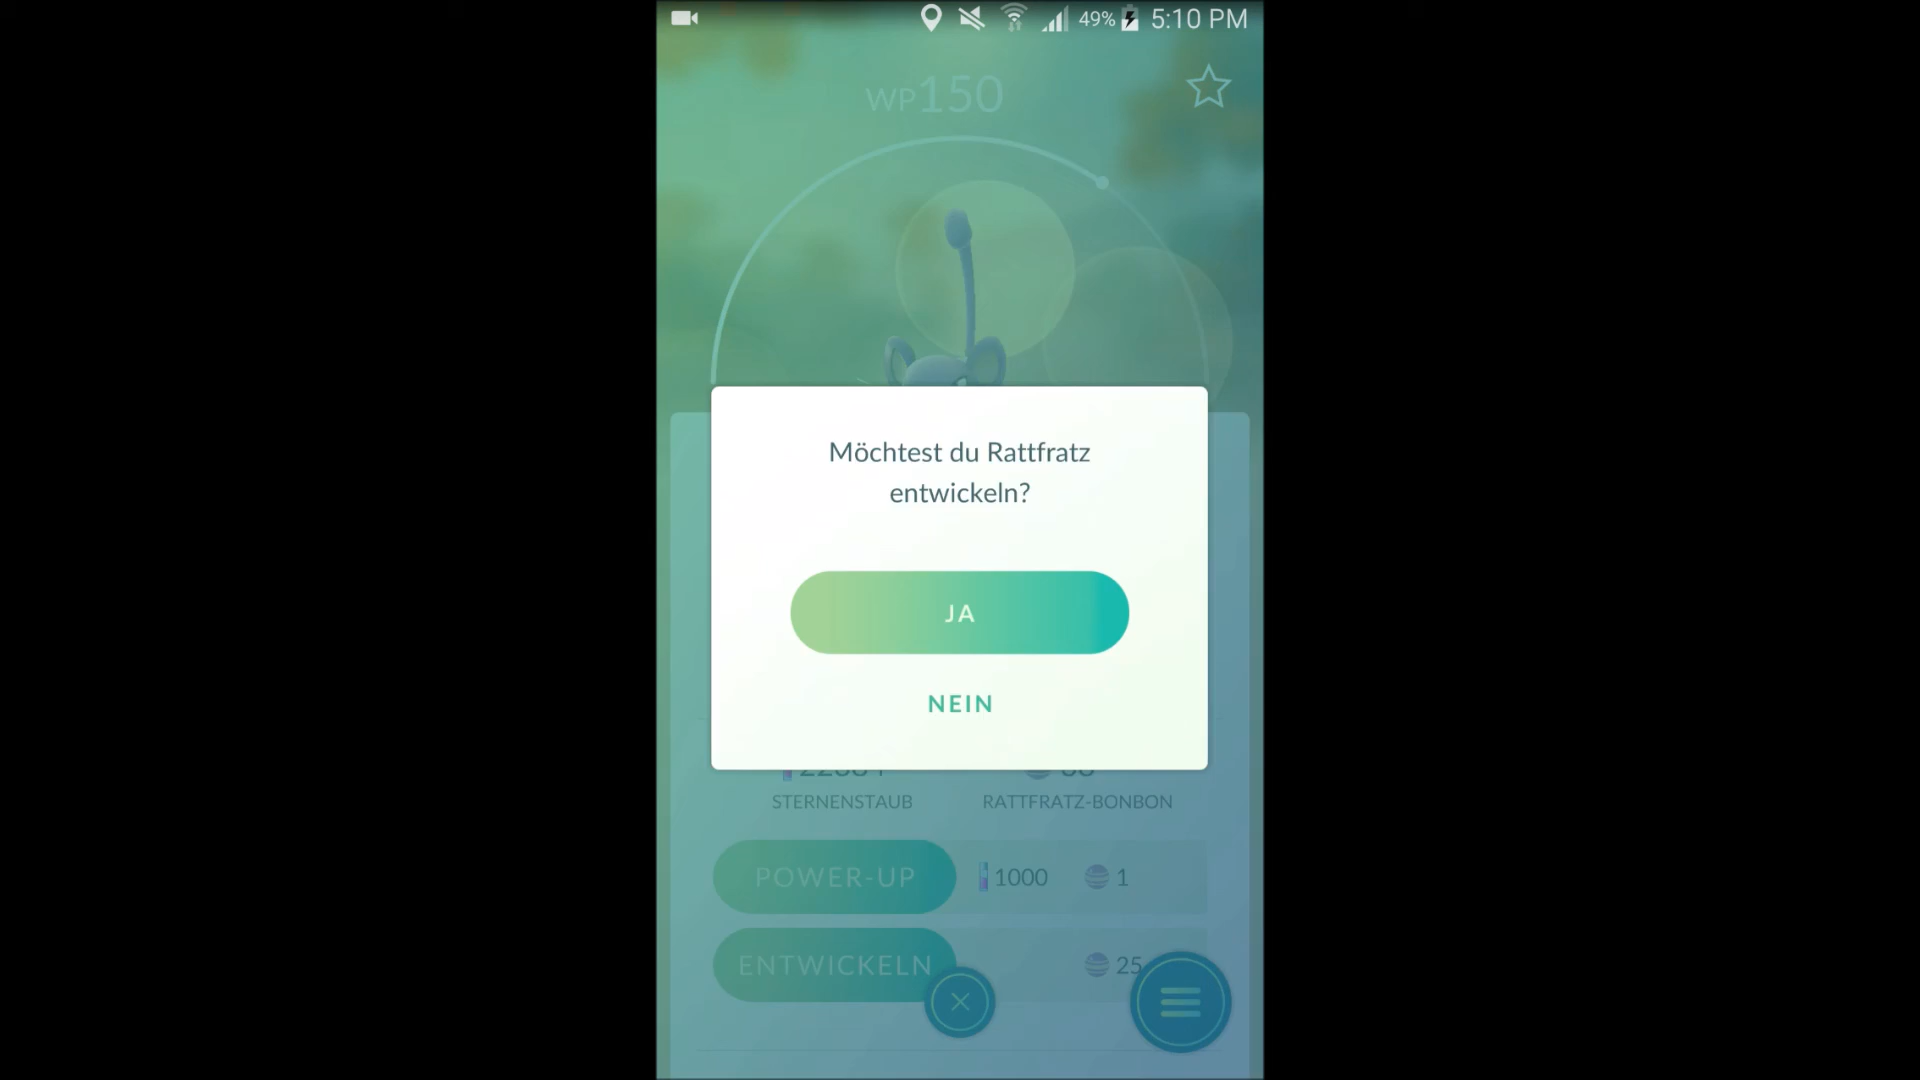 49% 5:10 PM
WP150
Möchtest du Rattfratz
entwickeln?
JA
NEIN
STERNENSTAUB RATTFRATZ-BONBON
POWER-UP 1000 1
ENTWICKELN 25